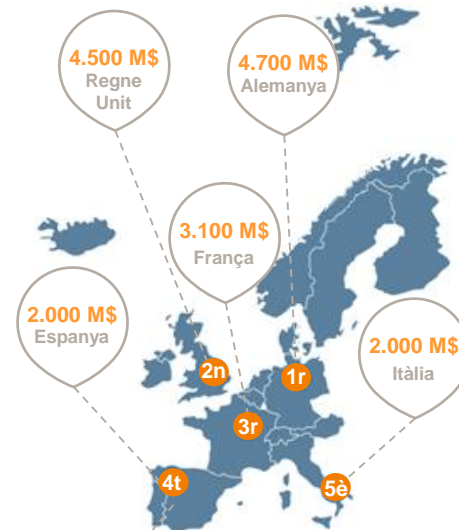 4.500 M$
Regne
Unit
4.700 M$
Alemanya
3.100 M$
França
2.000 M$
Espanya
2.000 M$
Itàlia
2n
1r
3r
4t
5è